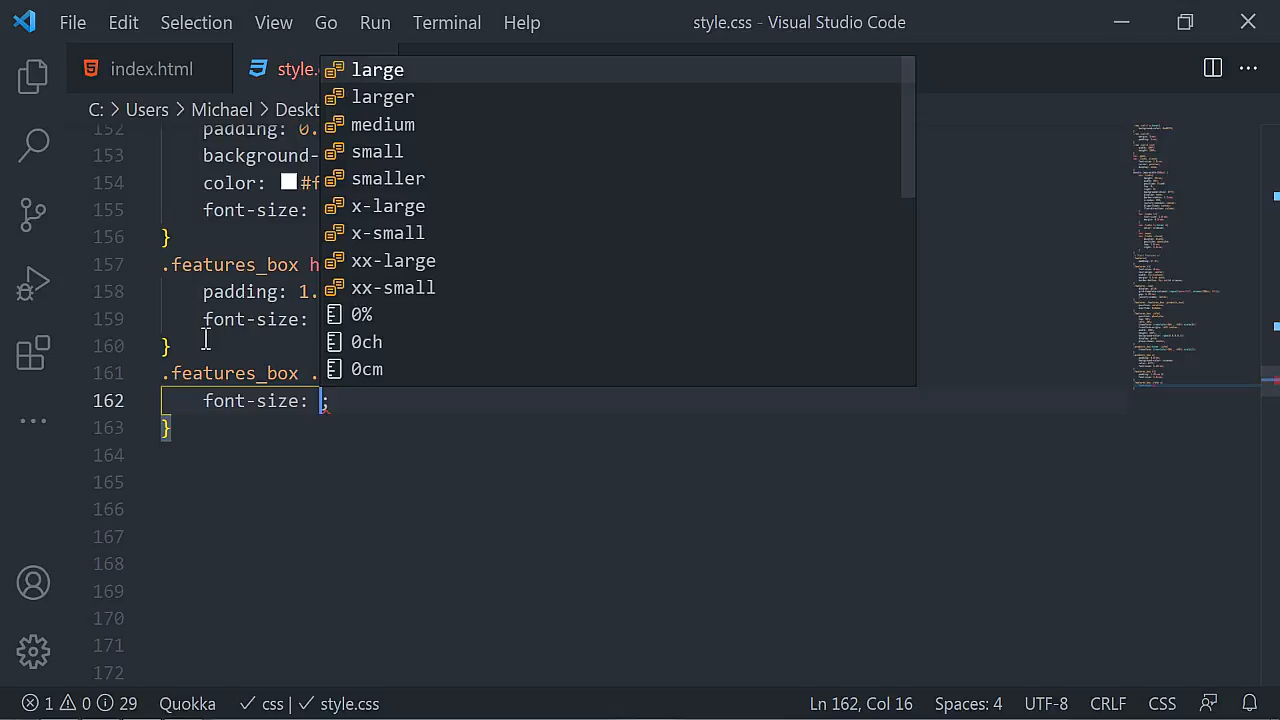 File Edit Selection View Go Run Terminal Help style.css - Visual Studio Code
index.html style.
C: > Users > Michael > Deskt
152 padding: 0.
153 background-
154 color: #f
155 font-size:
156 }
157 .features_box h
158 padding: 1.
159 font-size:
160 }
161 .features_box .
162 font-size: ;
163 }
164
165
166
167
168
169
170
171
172
large
larger
medium
small
smaller
x-large
x-small
xx-large
xx-small
0%
0ch
0cm
1 0 29 Quokka ✓ css | ✓ style.css Ln 162, Col 16 Spaces: 4 UTF-8 CRLF CSS